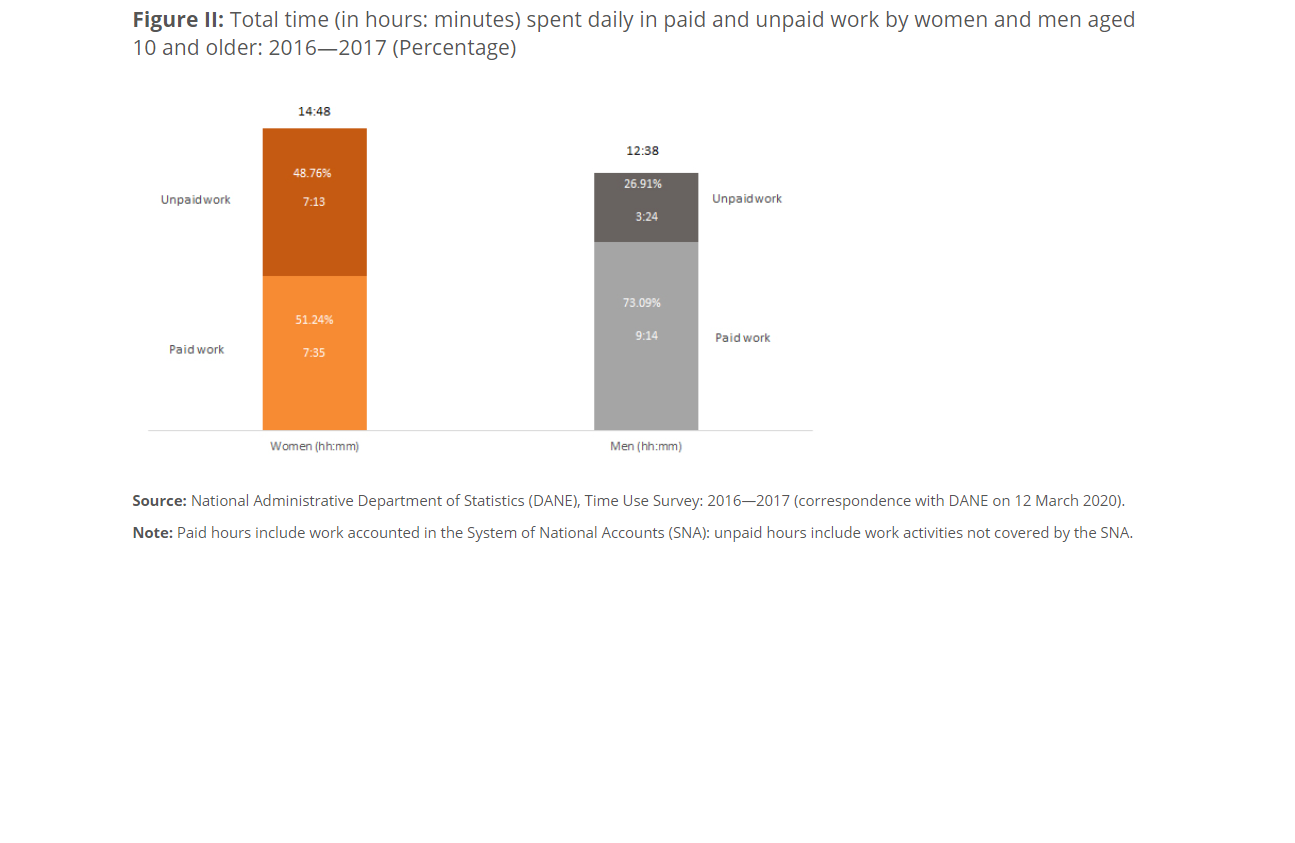 Figure II: Total time (in hours: minutes) spent daily in paid and unpaid work by women and men aged
10 and older: 2016—2017 (Percentage)
14:48
12:38
48.76%
26.91%
Unpaid work
7:13
3:24
Unpaid work
51.24%
73.09%
Paid work
7:35
9:14
Paid work
Women (hh:mm)
Men (hh:mm)
Source: National Administrative Department of Statistics (DANE), Time Use Survey: 2016—2017 (correspondence with DANE on 12 March 2020).
Note: Paid hours include work accounted in the System of National Accounts (SNA): unpaid hours include work activities not covered by the SNA.